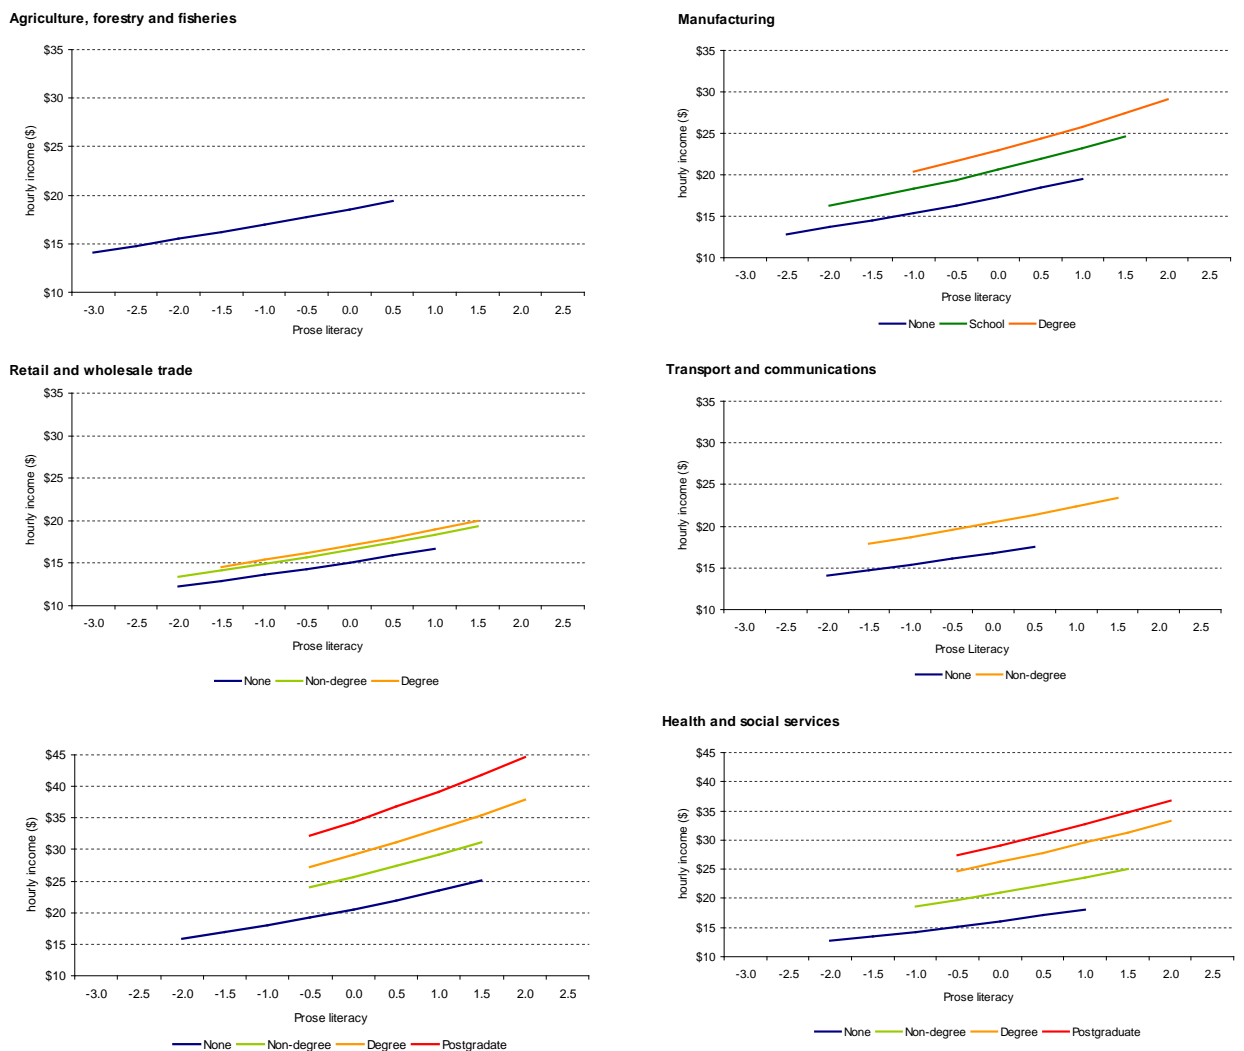 Agriculture, forestry and fisheries
$35
$30
$25
$20
$15
$10
hourly income ($)
-3.0 -2.5 -2.0 -1.5 -1.0 -0.5 0.0 0.5 1.0 1.5 2.0 2.5
Prose literacy
Manufacturing
$35
$30
$25
$20
$15
$10
hourly income ($)
-3.0 -2.5 -2.0 -1.5 -1.0 -0.5 0.0 0.5 1.0 1.5 2.0 2.5
Prose literacy
None School Degree
Retail and wholesale trade
$35
$30
$25
$20
$15
$10
hourly income ($)
-3.0 -2.5 -2.0 -1.5 -1.0 -0.5 0.0 0.5 1.0 1.5 2.0 2.5
Prose literacy
None Non-degree Degree
Transport and communications
$35
$30
$25
$20
$15
$10
hourly income ($)
-3.0 -2.5 -2.0 -1.5 -1.0 -0.5 0.0 0.5 1.0 1.5 2.0 2.5
Prose Literacy
None Non-degree
$45
$40
$35
$30
$25
$20
$15
$10
hourly income ($)
-3.0 -2.5 -2.0 -1.5 -1.0 -0.5 0.0 0.5 1.0 1.5 2.0 2.5
Prose literacy
None Non-degree Degree Postgradate
Health and social services
$45
$40
$35
$30
$25
$20
$15
$10
hourly income ($)
-3.0 -2.5 -2.0 -1.5 -1.0 -0.5 0.0 0.5 1.0 1.5 2.0 2.5
Prose literacy
None Non-degree Degree Postgraduate